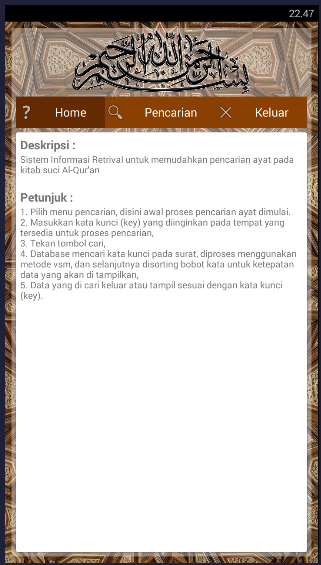 22.47
بسم الله الرحمن الرحيم
? Home Pencarian Keluar
Deskripsi :
Sistem Informasi Retrival untuk memudahkan pencarian ayat pada
kitab suci Al-Qur'an
Petunjuk :
1. Pilih menu pencarian, disini awal proses pencarian ayat dimulai.
2. Masukkan kata kunci (key) yang diinginkan pada tempat yang
tersedia untuk proses pencarian,
3. Tekan tombol cari,
4. Database mencari kata kunci pada surat, diproses menggunakan
metode vsm, dan selanjutnya disorting bobot kata untuk ketepatan
data yang akan di tampilkan,
5. Data yang di cari keluar atau tampil sesuai dengan kata kunci
(key).